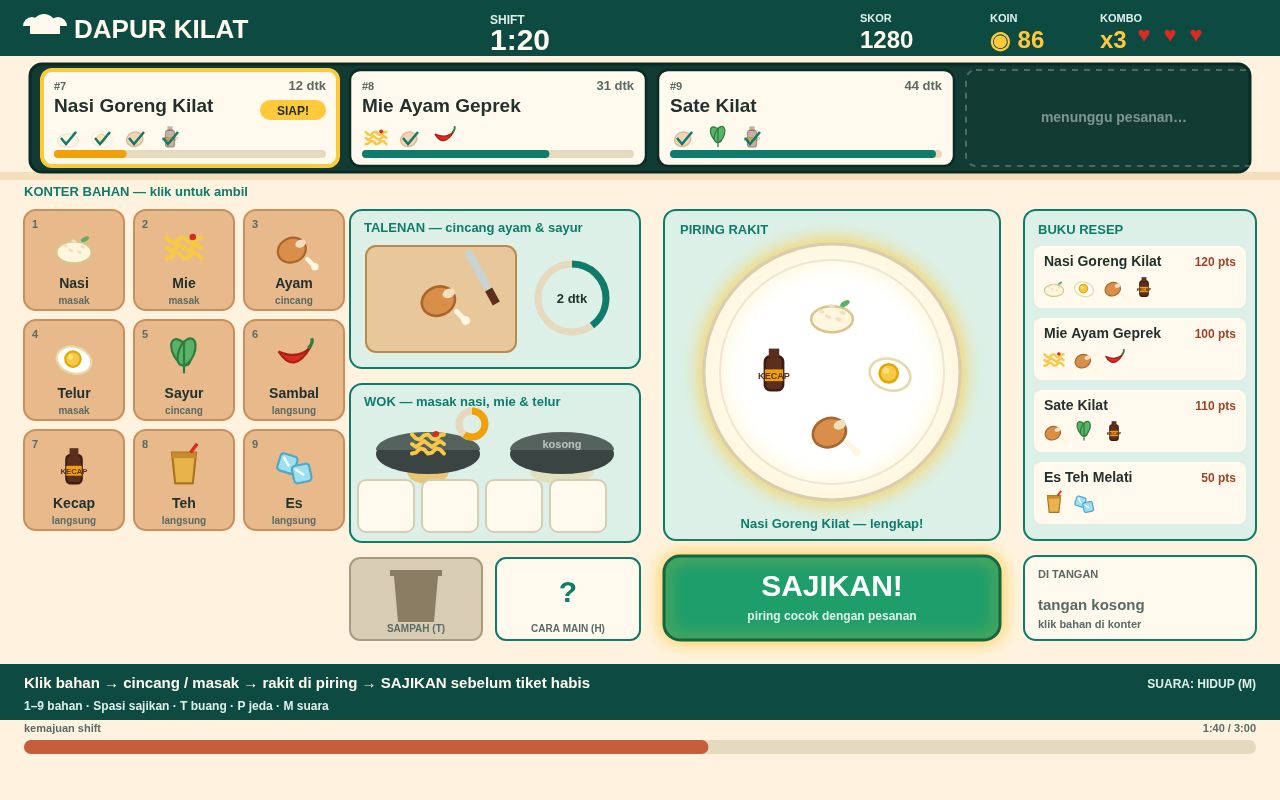 DAPUR KILAT
SHIFT
1:20
SKOR
1280
KOIN
86
KOMBO
x3
#7
12 dtk
Nasi Goreng Kilat
SIAP!
#8
31 dtk
Mie Ayam Geprek
#9
44 dtk
Sate Kilat
menunggu pesanan…
KONTER BAHAN — klik untuk ambil
1
Nasi
masak
2
Mie
masak
3
Ayam
cincang
4
Telur
masak
5
Sayur
cincang
6
Sambal
langsung
7
KECAP
Kecap
langsung
8
Teh
langsung
9
Es
langsung
TALENAN — cincang ayam & sayur
2 dtk
WOK — masak nasi, mie & telur
kosong
SAMPAH (T)
?
CARA MAIN (H)
PIRING RAKIT
KECAP
Nasi Goreng Kilat — lengkap!
SAJIKAN!
piring cocok dengan pesanan
BUKU RESEP
Nasi Goreng Kilat
120 pts
Mie Ayam Geprek
100 pts
Sate Kilat
110 pts
Es Teh Melati
50 pts
DI TANGAN
tangan kosong
klik bahan di konter
Klik bahan → cincang / masak → rakit di piring → SAJIKAN sebelum tiket habis
SUARA: HIDUP (M)
1–9 bahan · Spasi sajikan · T buang · P jeda · M suara
kemajuan shift
1:40 / 3:00